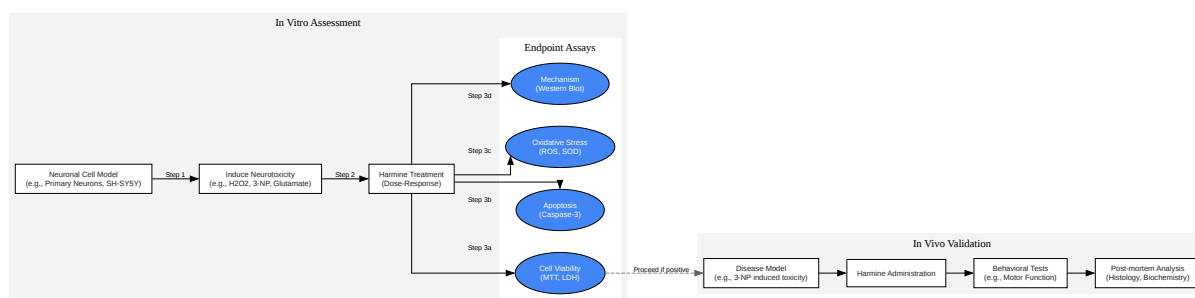 In Vitro Assessment
Endpoint Assays
Mechanism
(Western Blot)
Step 3d
Oxidative Stress
(ROS, SOD)
Step 3c
Neuronal Cell Model
(e.g., Primary Neurons, SH-SY5Y)
Step 1
Induce Neurotoxicity
(e.g., H2O2, 3-NP, Glutamate)
Step 2
Harmine Treatment
(Dose-Response)
Step 3b
Apoptosis
(Caspase-3)
Step 3a
Cell Viability
(MTT, LDH)
Proceed if positive
In Vivo Validation
Disease Model
(e.g., 3-NP induced toxicity)
Harmine Administration
Behavioral Tests
(e.g., Motor Function)
Post-mortem Analysis
(Histology, Biochemistry)